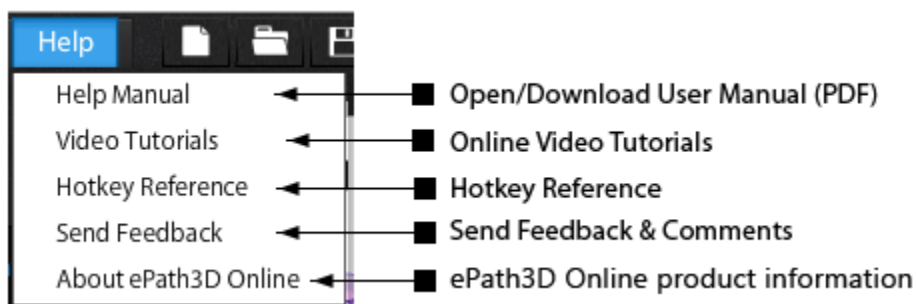 Help
Help Manual Open/Download User Manual (PDF)
Video Tutorials Online Video Tutorials
Hotkey Reference Hotkey Reference
Send Feedback Send Feedback & Comments
About ePath3D Online ePath3D Online product information